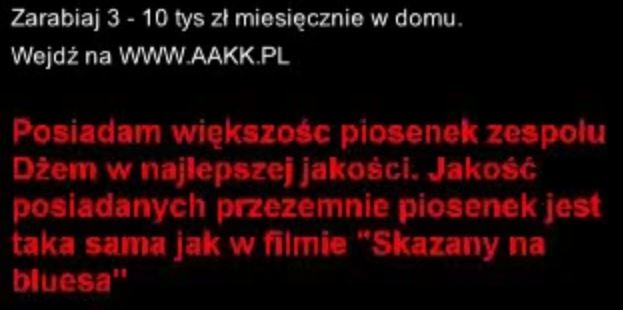 Zarabiaj 3 - 10 tys zł miesięcznie w domu.
Wejdź na WWW.AAKK.PL
Posiadam większośc piosenek zespolu
Dżem w najlepszej jakości. Jakość
posiadanych przezemnie piosenek jest
taka sama jak w filmie "Skazany na
bluesa"